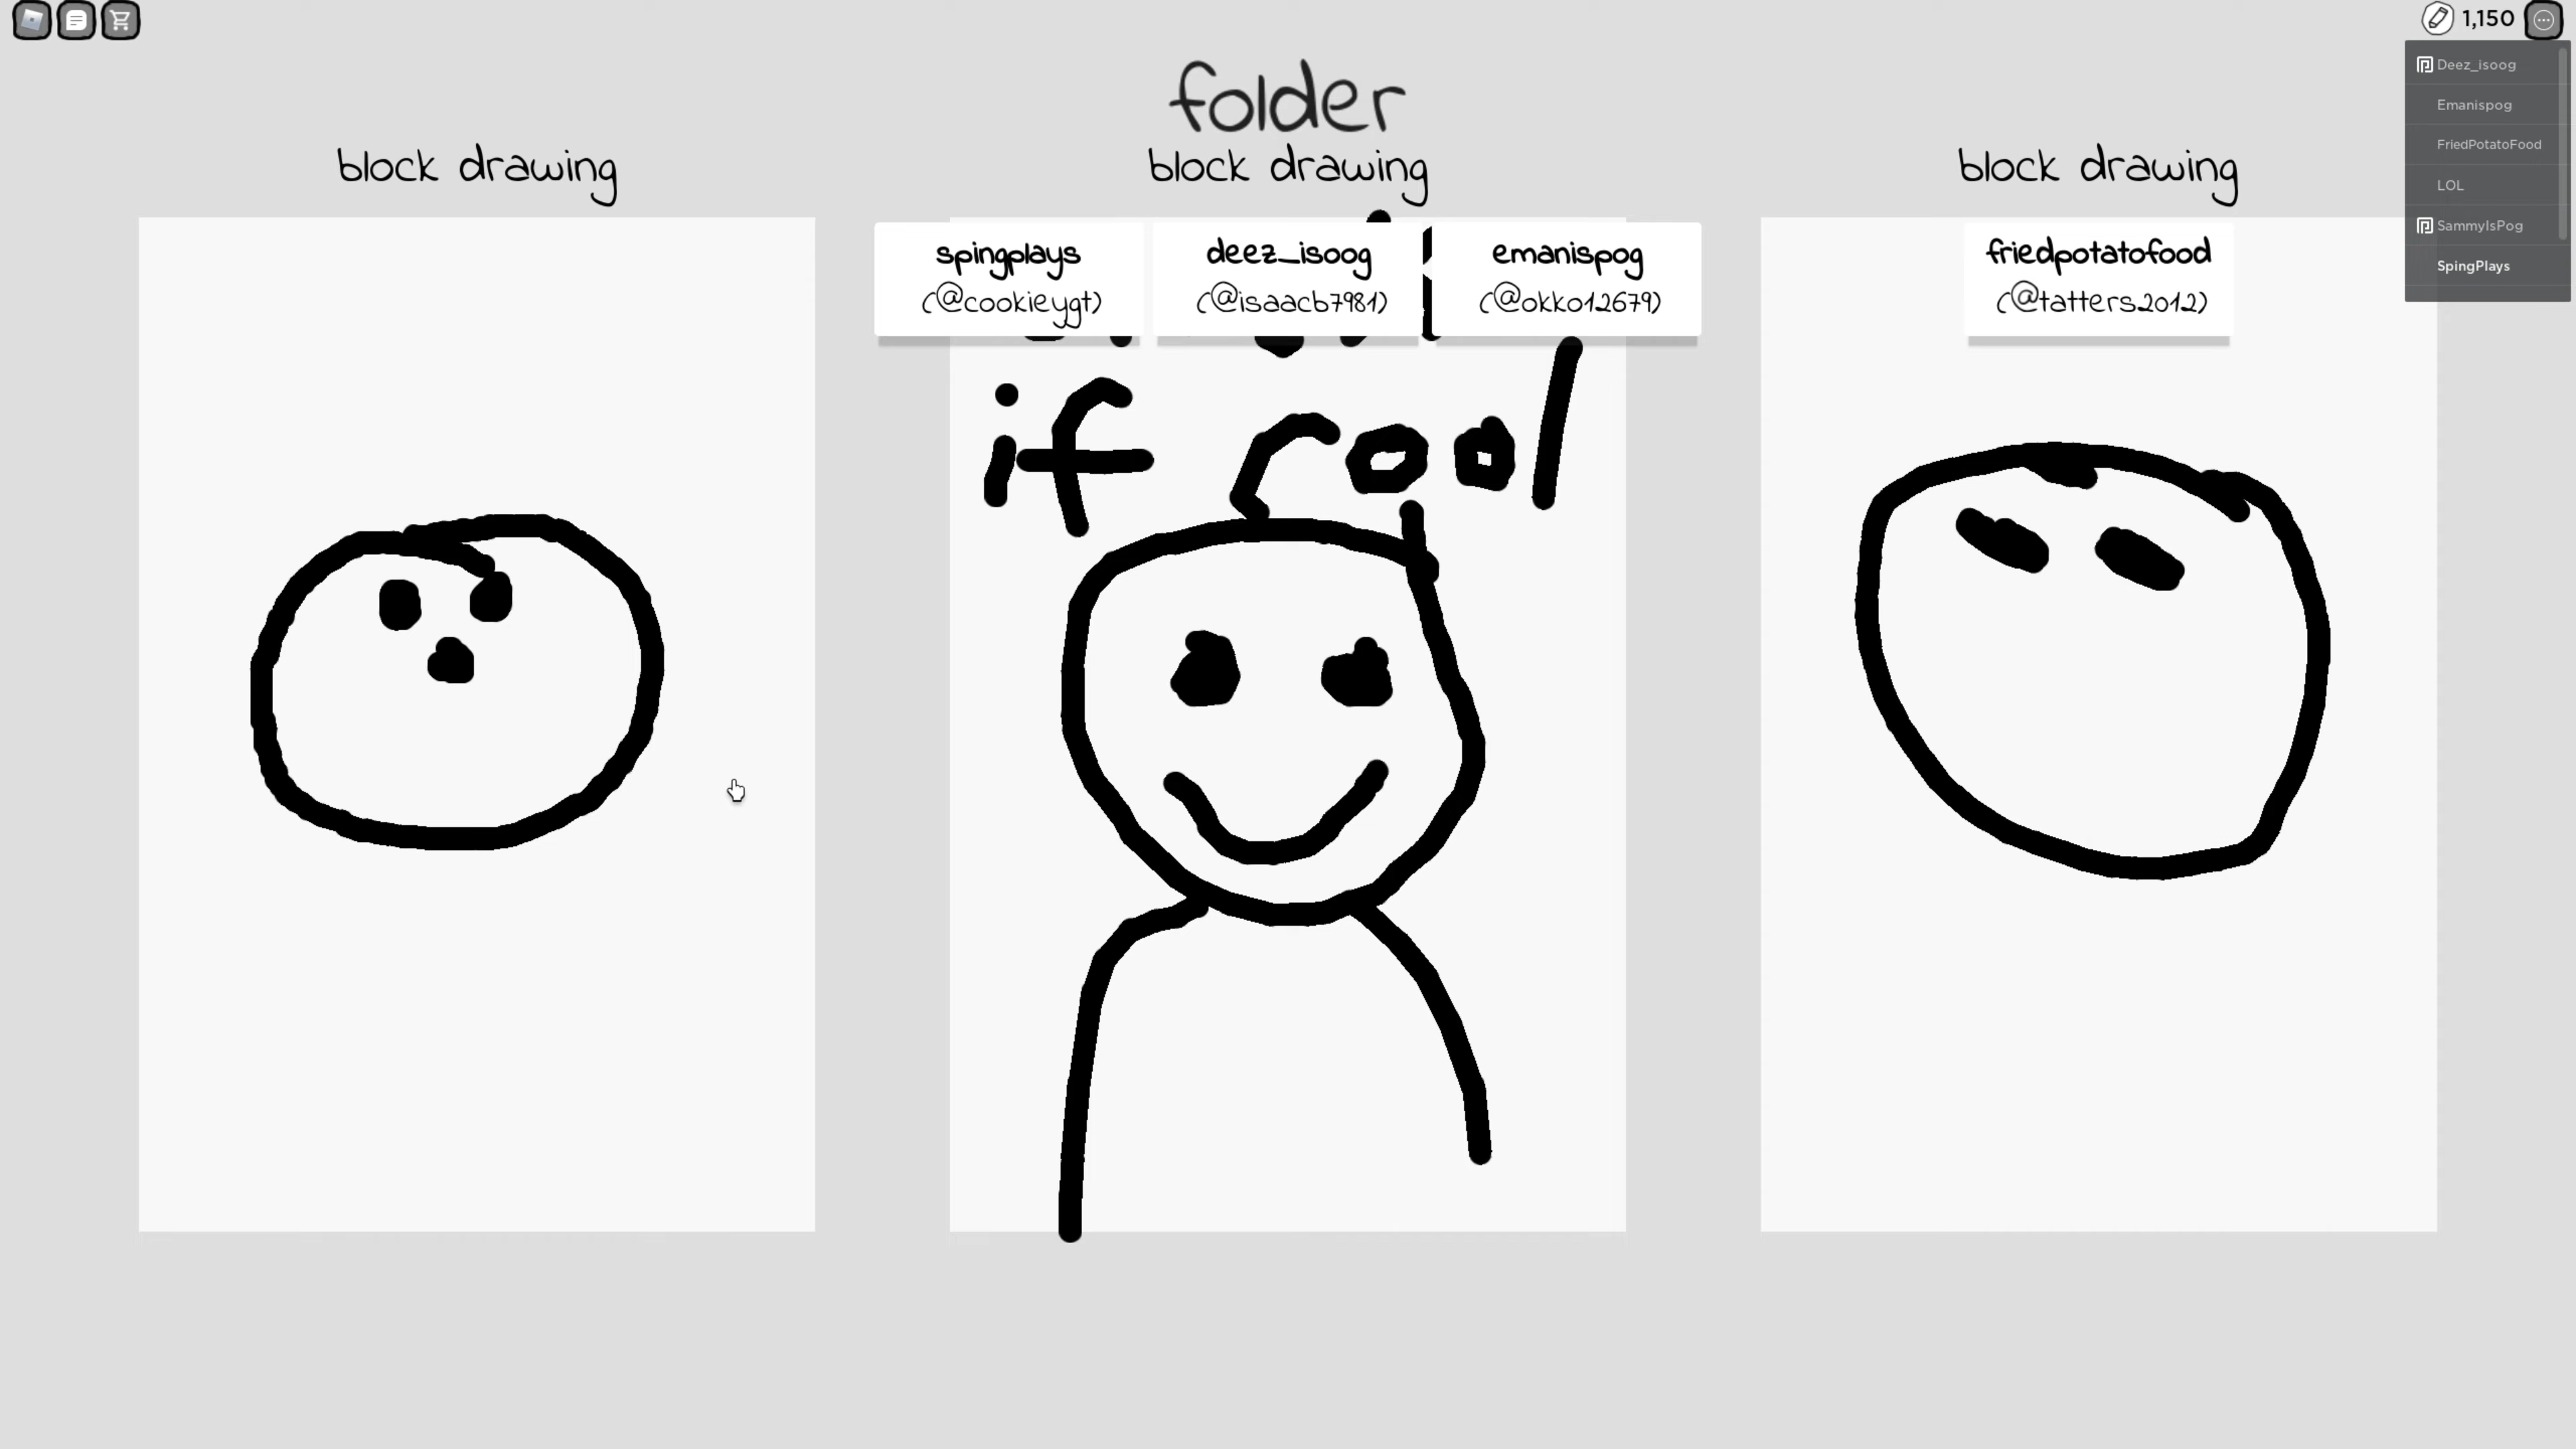 1,150
folder
block drawing
block drawing
block drawing
Deez_isoog
Emanispog
FriedPotatoFood
LOL
SammyIsPog
SpingPlays
spingplays
(@cookieygt)
deez_isoog
(@isaacb7981)
emanispog
(@okko12679)
friedpotatofood
(@tatters2012)
if